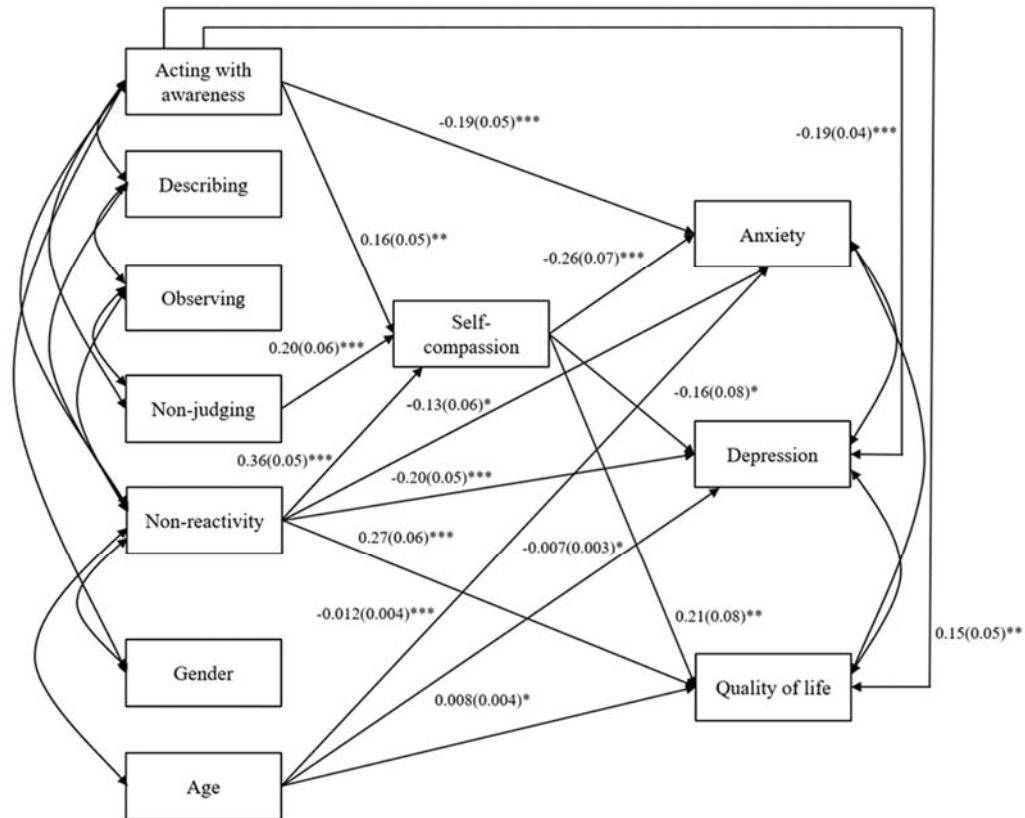 Acting with
awareness
-0.19(0.05)***
-0.19(0.04)***
Describing
Anxiety
0.16(0.05)**
-0.26(0.07)***
Observing
Self-
compassion
0.20(0.06)***
Non-judging
-0.13(0.06)*
-0.16(0.08)*
0.36(0.05)***
-0.20(0.05)***
Depression
Non-reactivity
0.27(0.06)***
-0.007(0.003)*
-0.012(0.004)***
0.21(0.08)**
0.15(0.05)**
Gender
Quality of life
0.008(0.004)*
Age